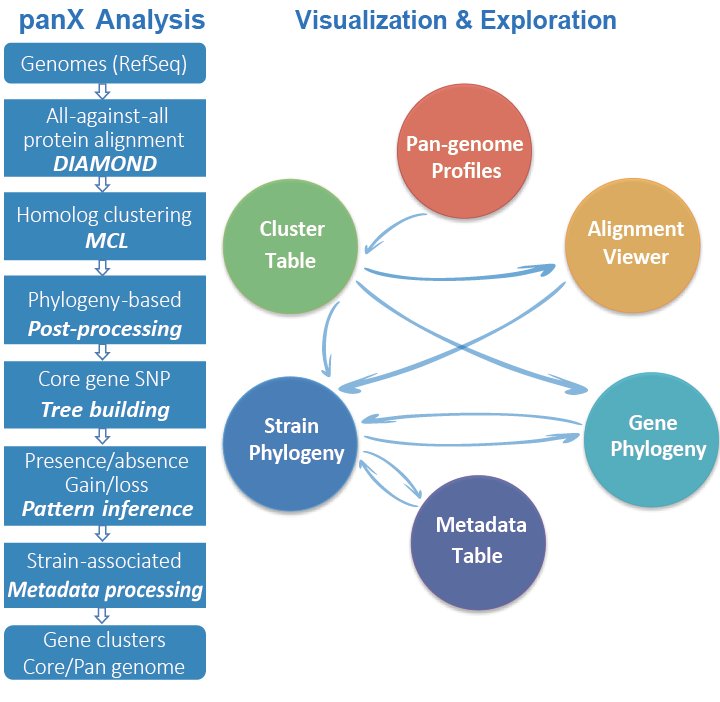 panX Analysis
Genomes (RefSeq)
All-against-all
protein alignment
DIAMOND
Homolog clustering
MCL
Phylogeny-based
Post-processing
Core gene SNP
Tree building
Presence/absence
Gain/loss
Pattern inference
Strain-associated
Metadata processing
Gene clusters
Core/Pan genome
Visualization & Exploration
Pan-genome
Profiles
Cluster
Table
Alignment
Viewer
Strain
Phylogeny
Gene
Phylogeny
Metadata
Table